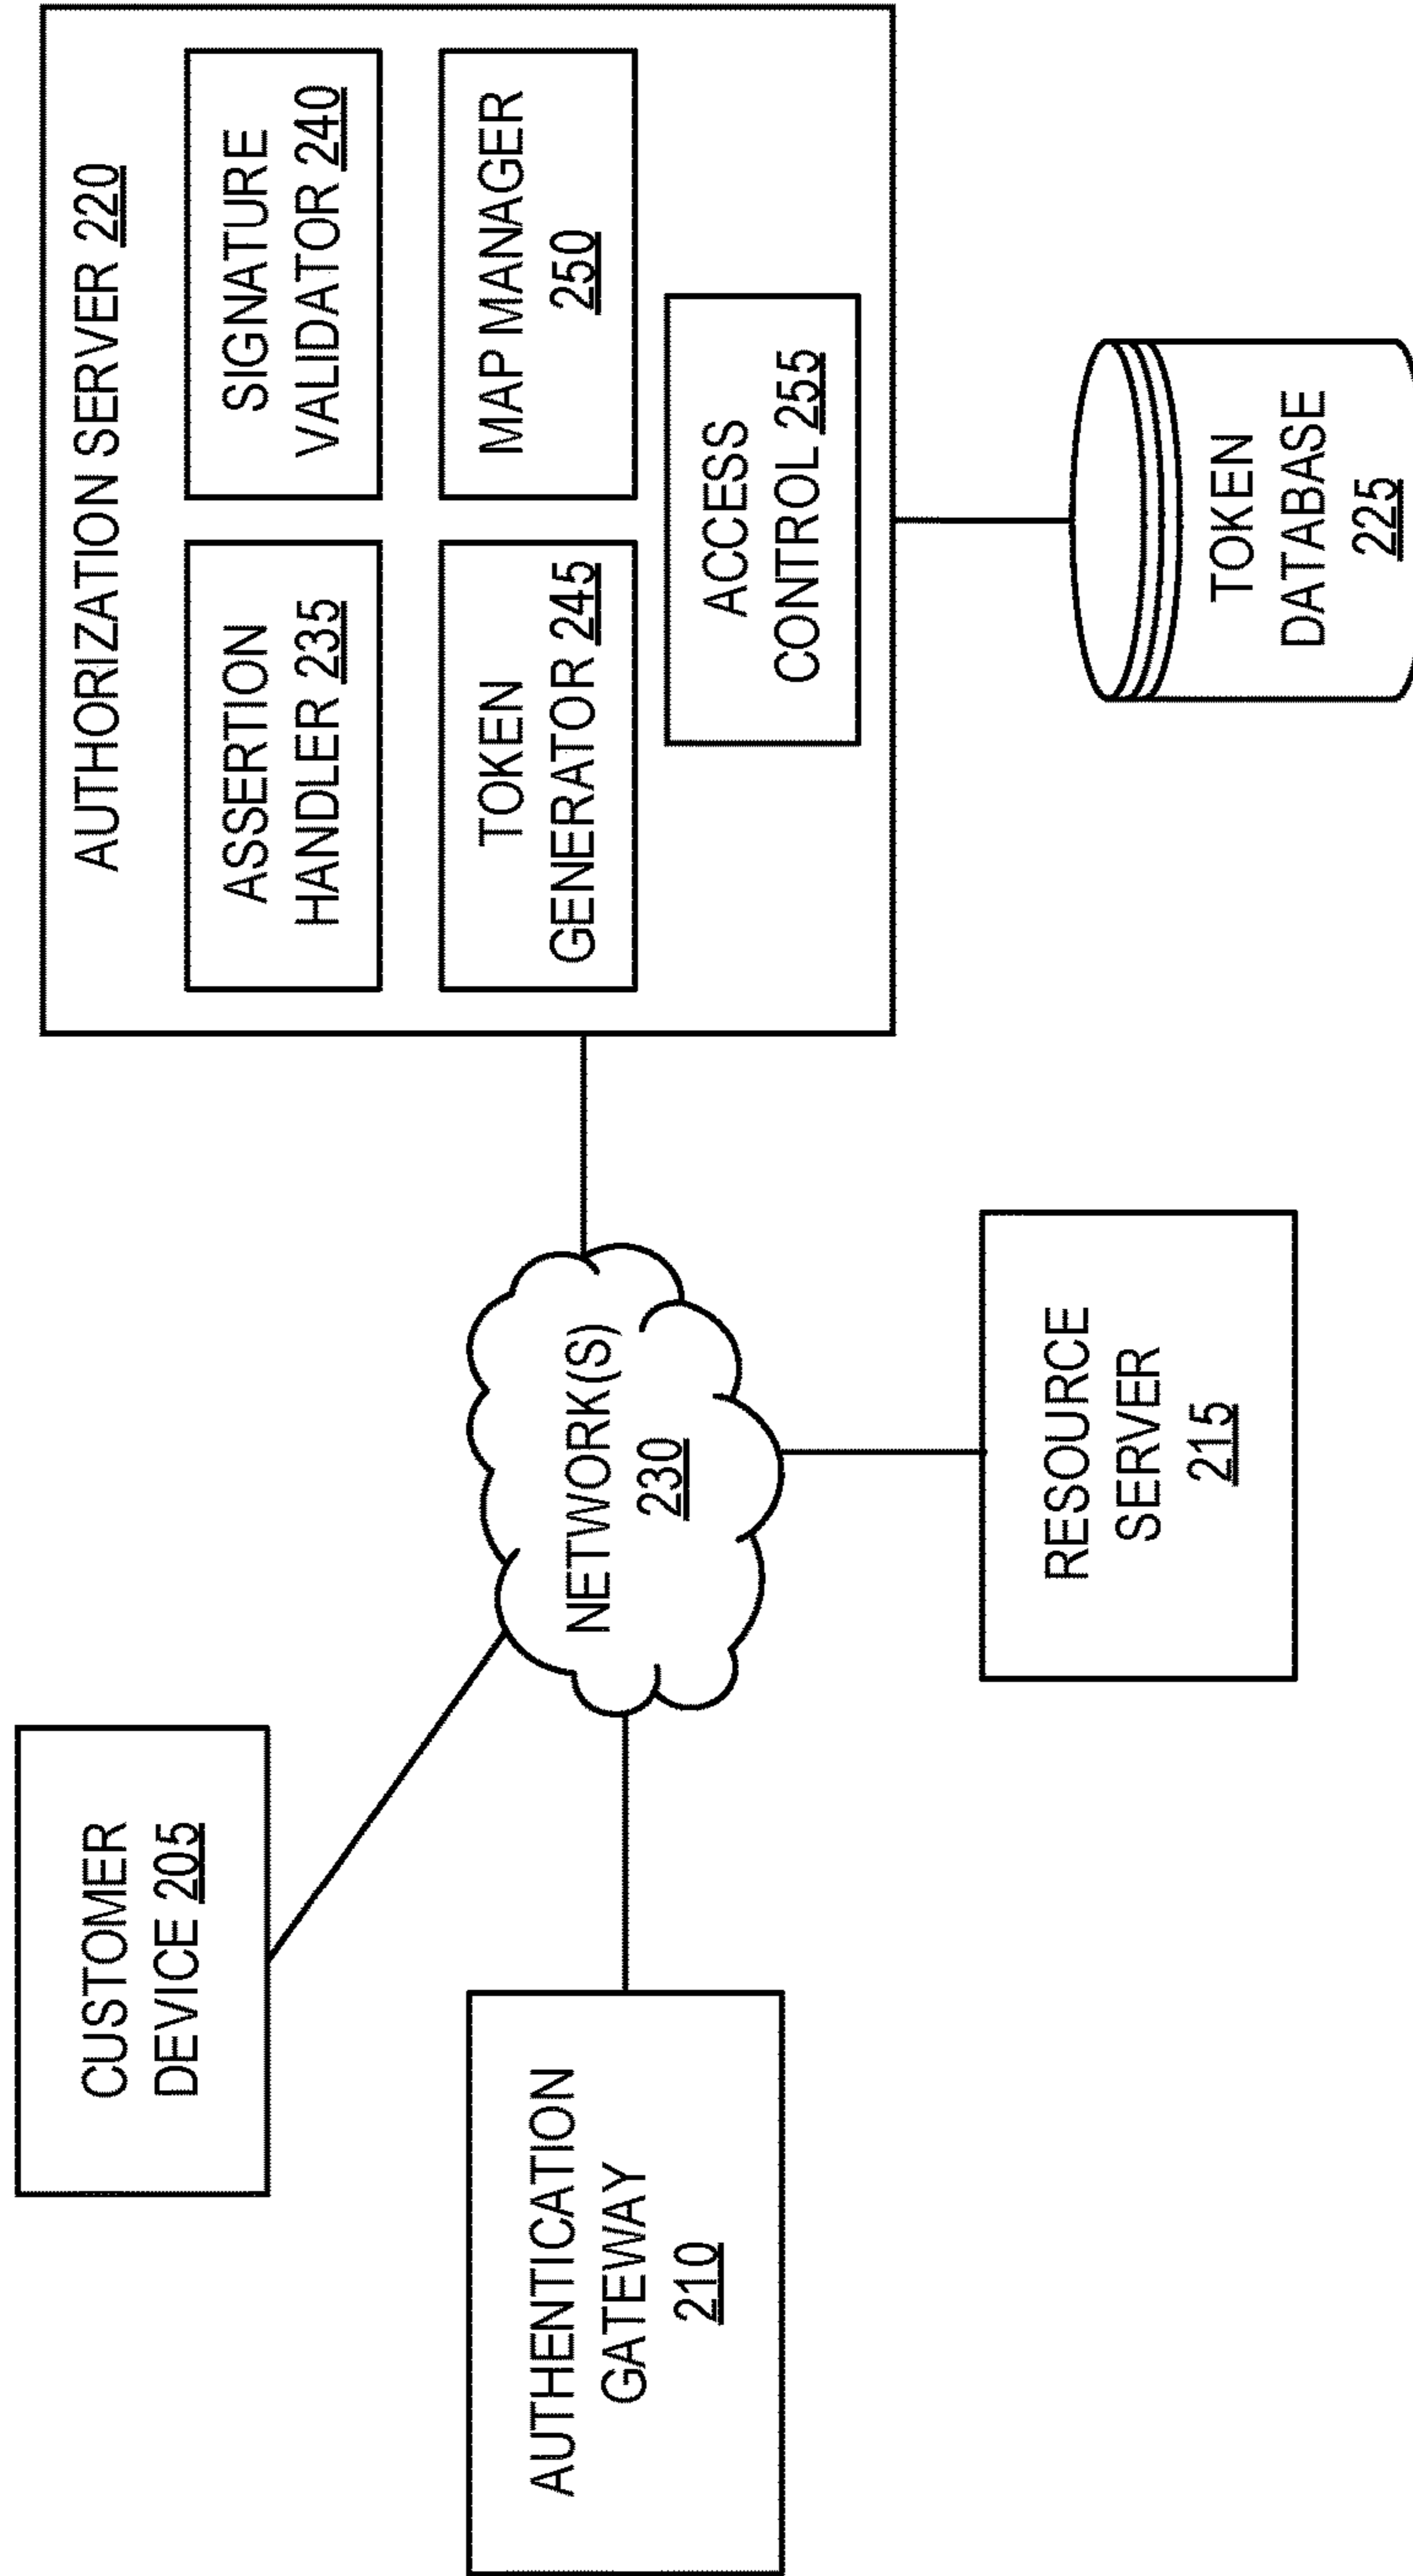 CUSTOMER
DEVICE 205
AUTHENTICATION
GATEWAY
210
NETWORK(S)
230
RESOURCE
SERVER
215
AUTHORIZATION SERVER 220
ASSERTION
HANDLER 235
SIGNATURE
VALIDATOR 240
TOKEN
GENERATOR 245
MAP MANAGER
250
ACCESS
CONTROL 255
TOKEN
DATABASE
225